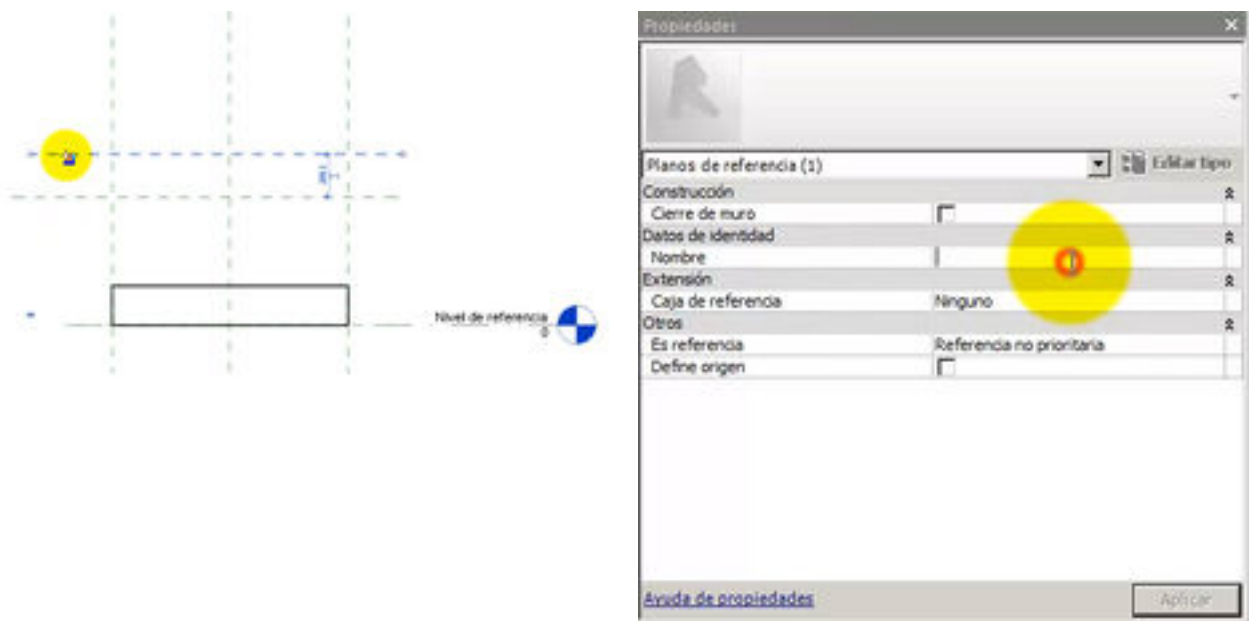 Nivel de referencia
0
Propiedades
Planos de referencia (1)
Editar tipo
Construcción
Cierre de muro
Datos de identidad
Nombre
Extensión
Caja de referencia Ninguno
Otros
Es referencia Referencia no prioritaria
Define origen
Ayuda de propiedades
Aplicar